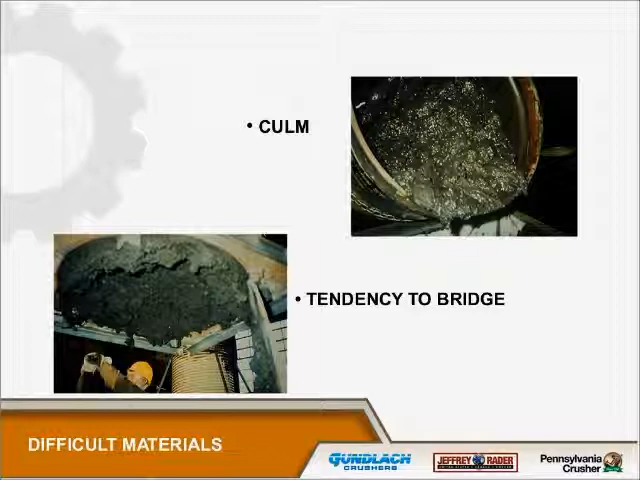 • CULM
• TENDENCY TO BRIDGE
DIFFICULT MATERIALS
GUNDLACH
CRUSHERS
JEFFREY RADER
Pennsylvania
Crusher